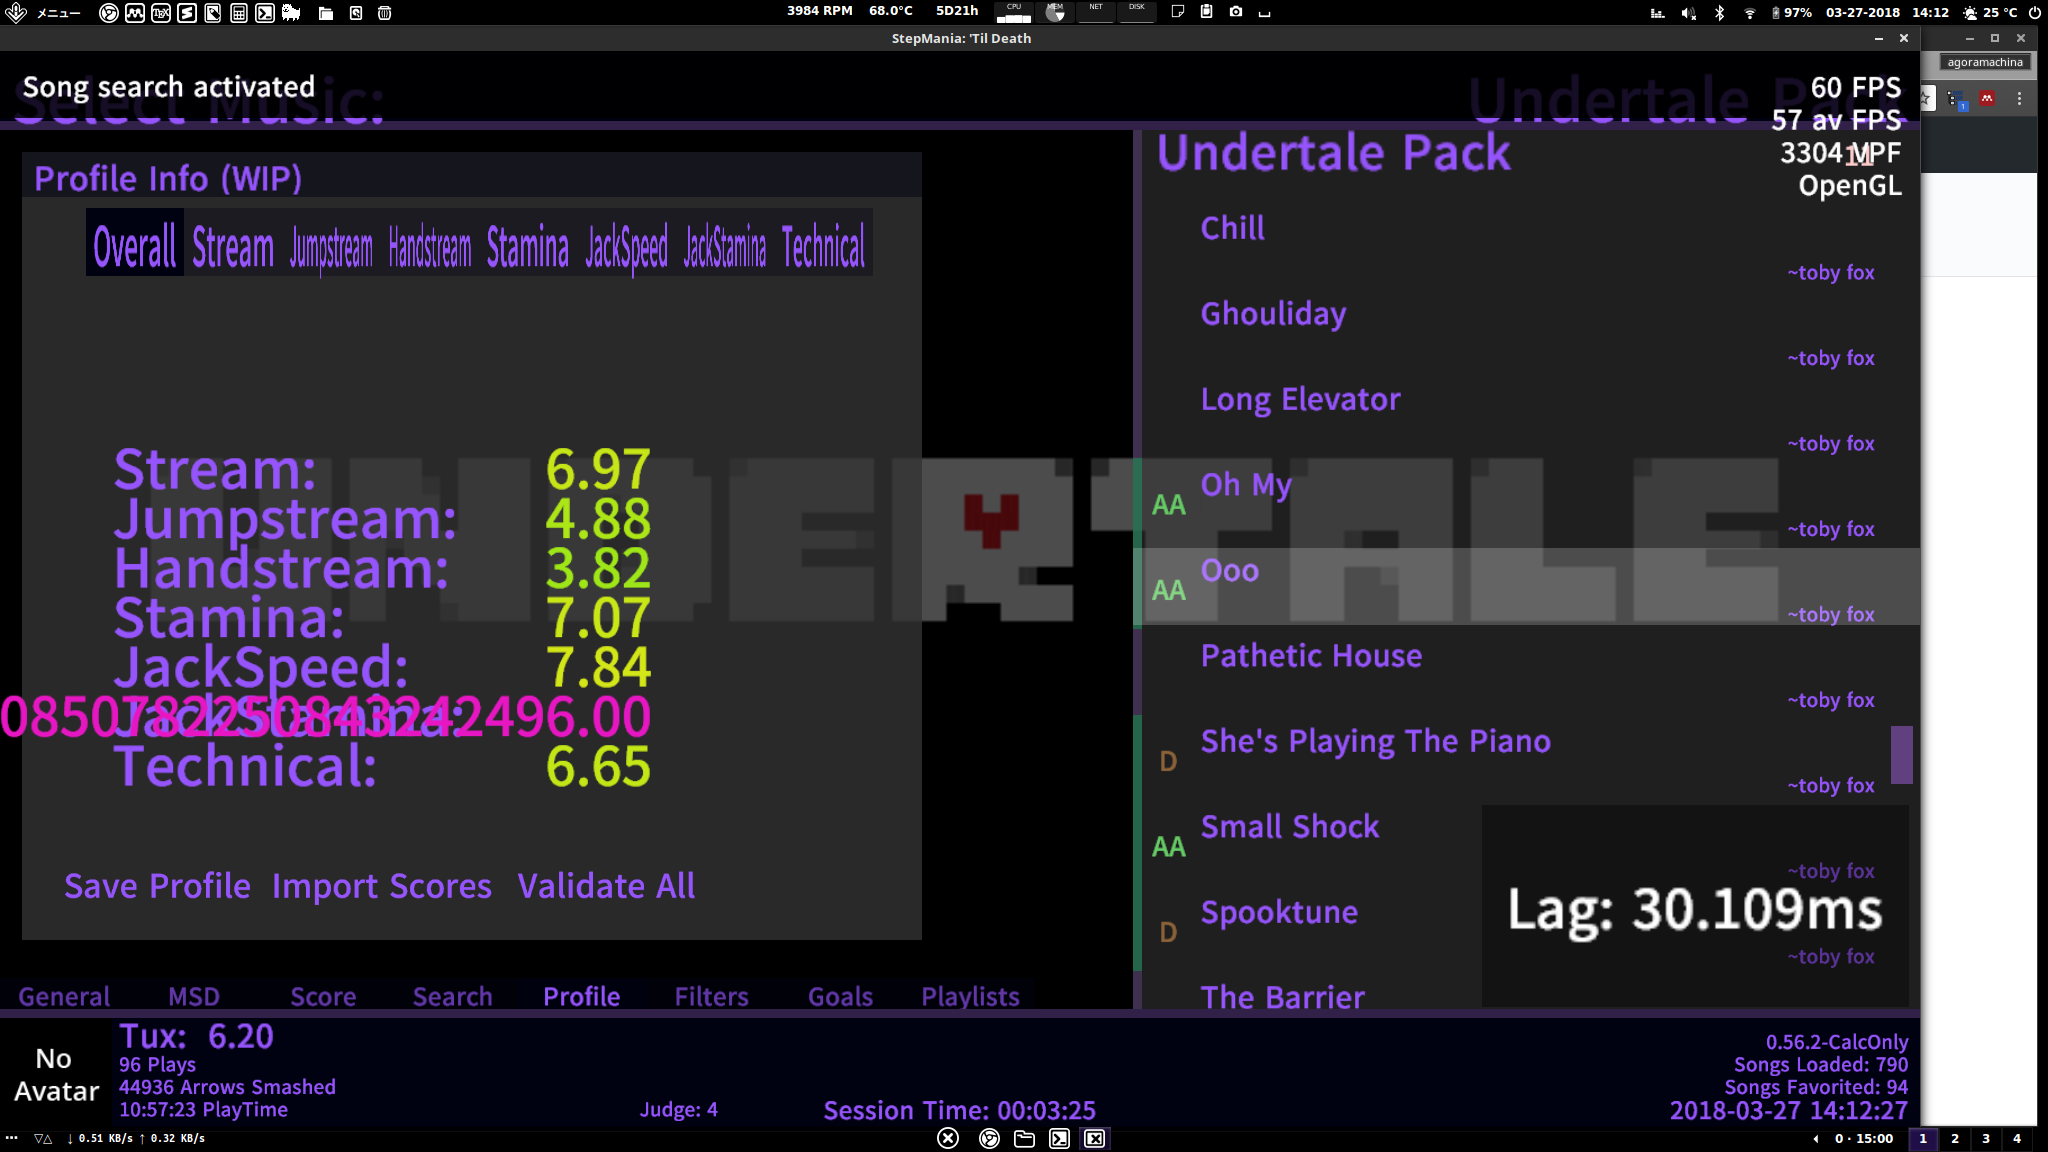 メニュー
3984 RPM 68.0°C 5D21h CPU MEM NET DISK
97% 03-27-2018 14:12 25 °C
StepMania: 'Til Death
agoramachina
Song search activated
Select Music:
Undertale Pack
60 FPS
57 av FPS
3304 MPF
11
OpenGL
Profile Info (WIP)
Overall Stream Jumpstream Handstream Stamina JackSpeed JackStamina Technical
Stream: 6.97
Jumpstream: 4.88
Handstream: 3.82
Stamina: 7.07
JackSpeed: 7.84
JackStamina: 0850782250843242496.00
Technical: 6.65
Save Profile Import Scores Validate All
UNDERTALE
Undertale Pack
Chill
~toby fox
Ghouliday
~toby fox
Long Elevator
~toby fox
AA Oh My
~toby fox
AA Ooo
~toby fox
Pathetic House
~toby fox
D She's Playing The Piano
~toby fox
AA Small Shock
~toby fox
D Spooktune
~toby fox
The Barrier
Lag: 30.109ms
General MSD Score Search Profile Filters Goals Playlists
No Avatar
Tux: 6.20
96 Plays
44936 Arrows Smashed
10:57:23 PlayTime
Judge: 4
Session Time: 00:03:25
0.56.2-CalcOnly
Songs Loaded: 790
Songs Favorited: 94
2018-03-27 14:12:27
↓ 0.51 KB/s ↑ 0.32 KB/s
0 · 15:00 1 2 3 4